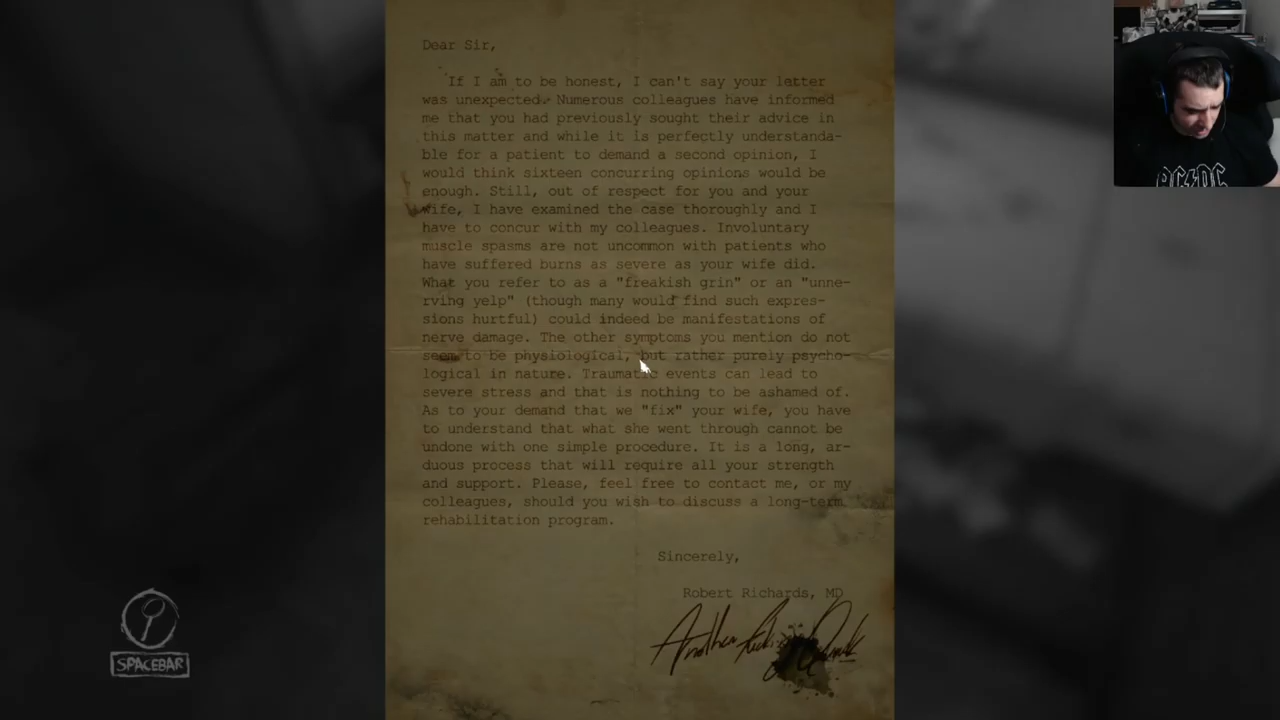 Dear Sir,
If I am to be honest, I can't say your letter
was unexpected. Numerous colleagues have informed
me that you had previously sought their advice in
this matter and while it is perfectly understanda-
ble for a patient to demand a second opinion, I
would think sixteen concurring opinions would be
enough. Still, out of respect for you and your
wife, I have examined the case thoroughly and I
have to concur with my colleagues. Involuntary
muscle spasms are not uncommon with patients who
have suffered burns as severe as your wife did.
What you refer to as a "freakish grin" or an "unne-
rving yelp" (though many would find such expres-
sions hurtful) could indeed be manifestations of
nerve damage. The other symptoms you mention do not
seem to be physiological, but rather purely psycho-
logical in nature. Traumatic events can lead to
severe stress and that is nothing to be ashamed of.
As to your demand that we "fix" your wife, you have
to understand that what she went through cannot be
undone with one simple procedure. It is a long, ar-
duous process that will require all your strength
and support. Please, feel free to contact me, or my
colleagues, should you wish to discuss a long-term
rehabilitation program.
Sincerely,
Robert Richards, MD
Another
SPACEBAR
AC/DC